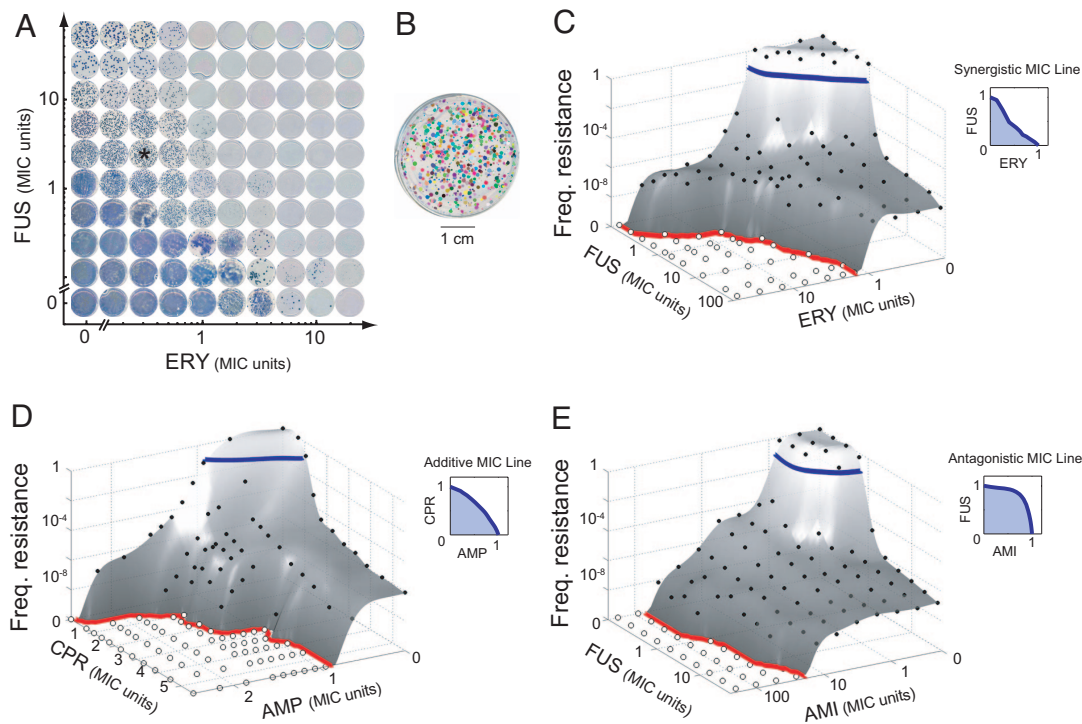 A
FUS (MIC units)
10
1
0
*
0
1
10
ERY (MIC units)
B
1 cm
C
Freq. resistance
1
10-4
10-8
0
1
10
100
FUS (MIC units)
10
1
0
ERY (MIC units)
Synergistic MIC Line
1
FUS
0
1
ERY
D
Freq. resistance
1
10-4
10-8
0
1
2
3
4
5
CPR (MIC units)
2
1
0
AMP (MIC units)
Additive MIC Line
1
CPR
0
1
AMP
E
Freq. resistance
1
10-4
10-8
0
1
10
FUS (MIC units)
100
10
1
0
AMI (MIC units)
Antagonistic MIC Line
1
FUS
0
1
AMI